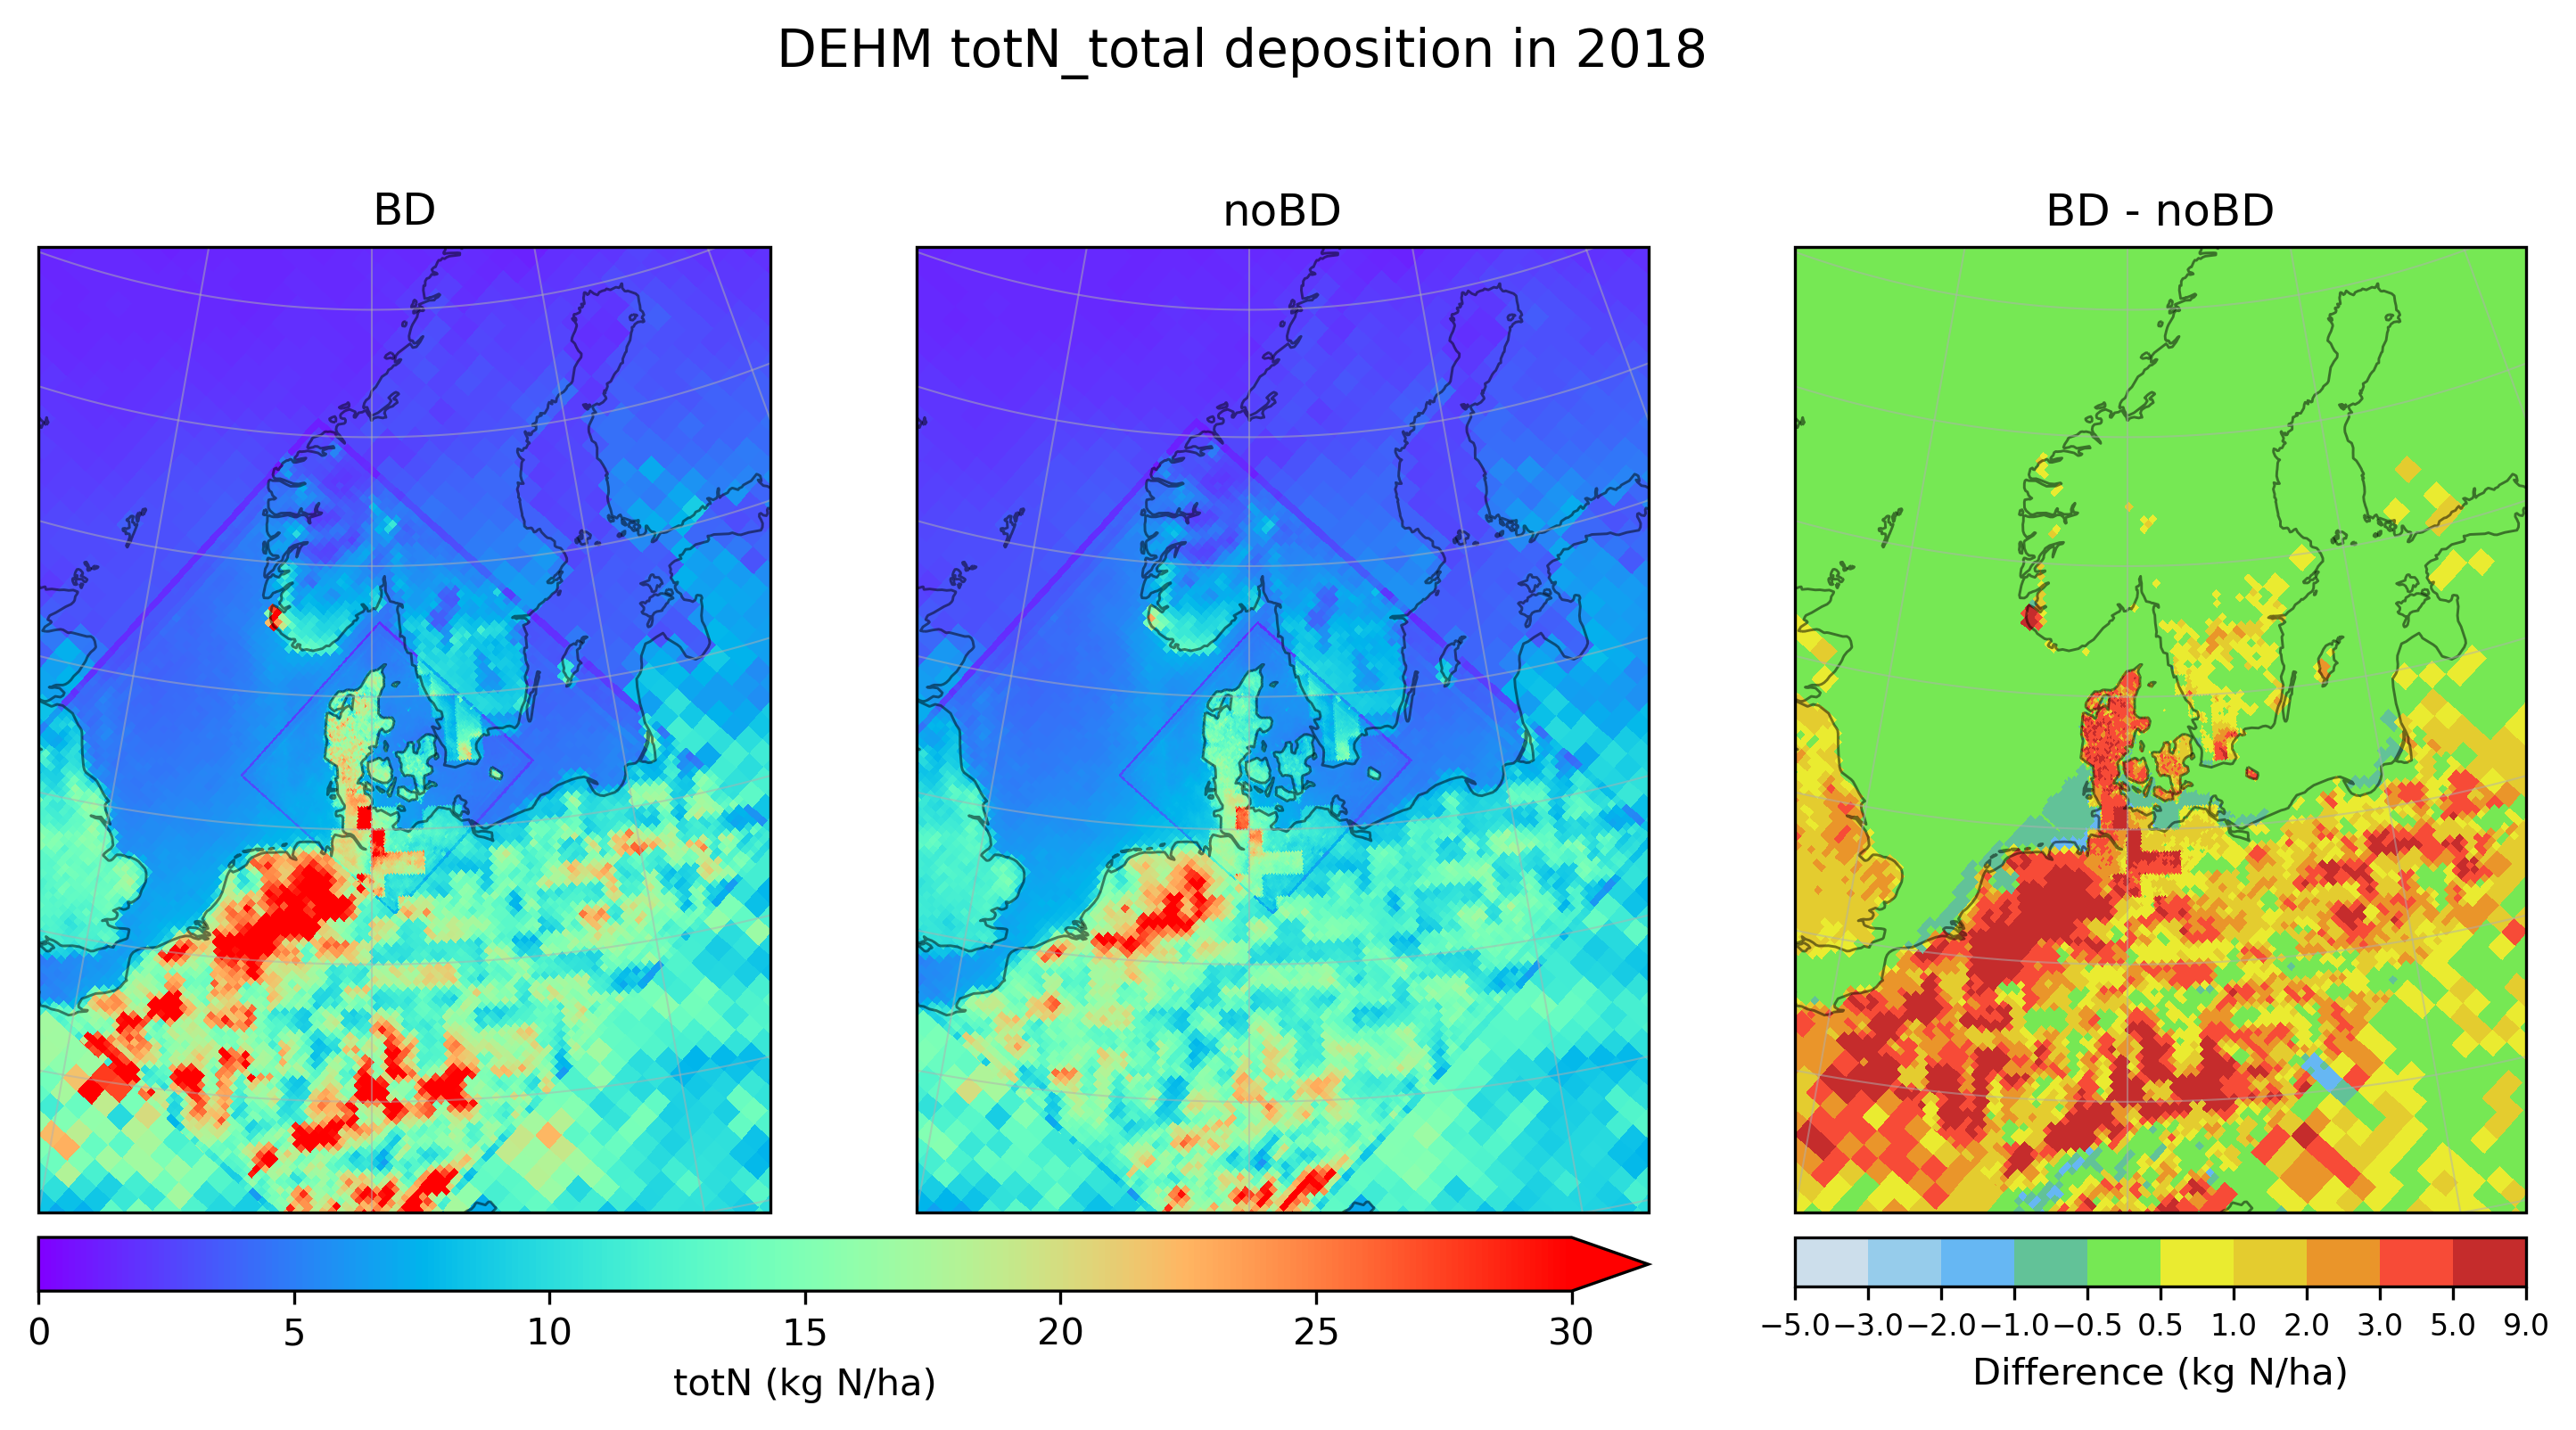 DEHM totN_total deposition in 2018
BD
noBD
BD - noBD
0 5 10 15 20 25 30
totN (kg N/ha)
−5.0 −3.0 −2.0 −1.0 −0.5 0.5 1.0 2.0 3.0 5.0 9.0
Difference (kg N/ha)